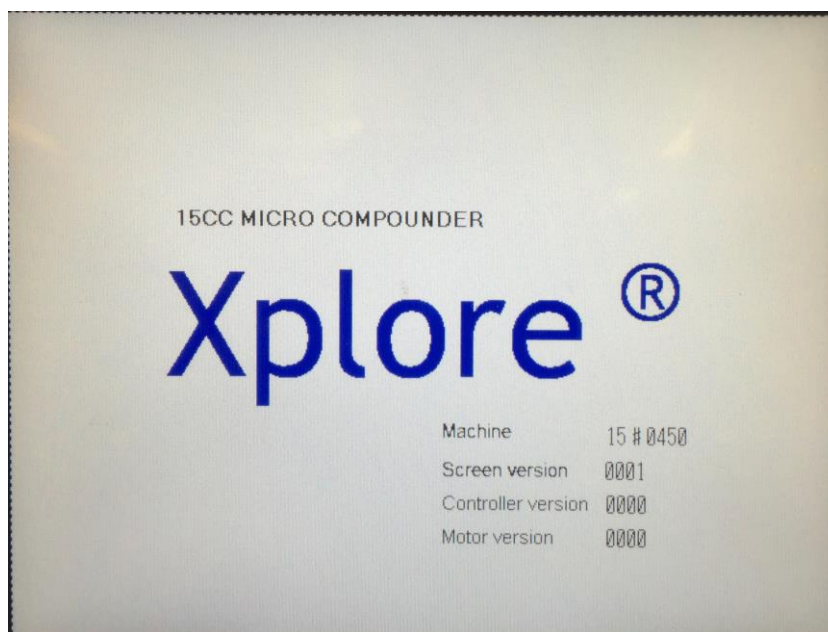 15CC MICRO COMPOUNDER
Xplore ®
Machine 15 # 0450
Screen version 0001
Controller version 0000
Motor version 0000